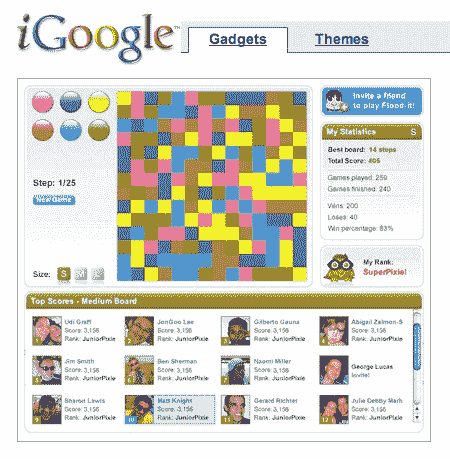 iGoogle™
Gadgets
Themes
Invite a friend
to play Flood-it!
My Statistics S
Best board: 14 steps
Total Score: 405
Games played: 250
Games finished: 240
Wins: 200
Loses: 40
Win percentage: 83%
Step: 1/25
New Game
Size: S M L
My Rank:
SuperPixie!
Top Scores - Medium Board
Udi Graff
Score: 3,156
Rank: JuniorPixie
JonGoo Lee
Score: 3,156
Rank: JuniorPixie
Gilberto Gauna
Score: 3,156
Rank: JuniorPixie
Abigail Zalmon-S
Score: 3,156
Rank: JuniorPixie
Jim Smith
Score: 3,156
Rank: JuniorPixie
Ben Sherman
Score: 3,156
Rank: JuniorPixie
Naomi Miller
Score: 3,156
Rank: JuniorPixie
George Lucas
Invite!
Sharon Lewis
Score: 3,156
Rank: JuniorPixie
Matt Knight
Score: 3,156
Rank: JuniorPixie
Gerard Richter
Score: 3,156
Rank: JuniorPixie
Julie Debby Marh
Score: 3,156
Rank: JuniorPixie